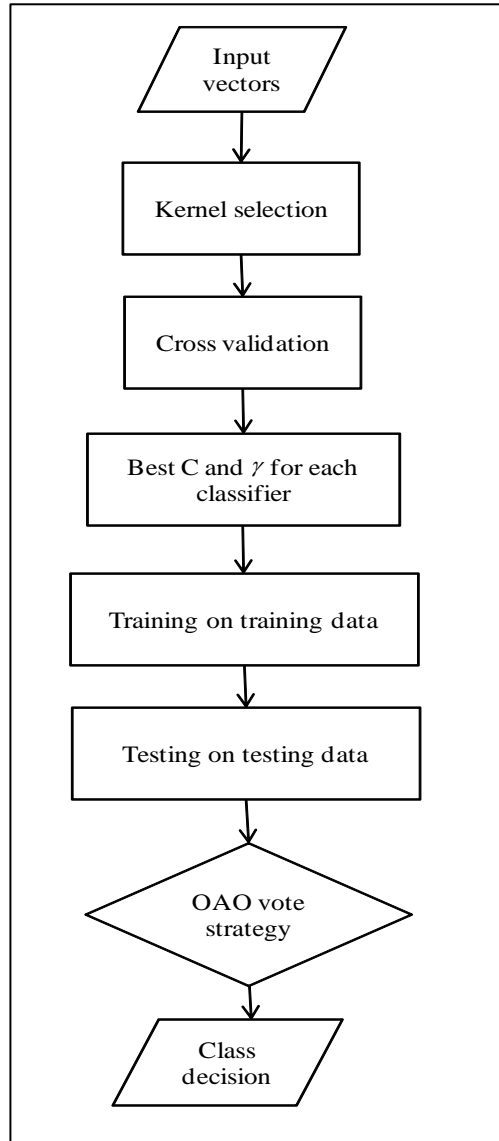 Input
vectors
Kernel selection
Cross validation
Best C and γ for each
classifier
Training on training data
Testing on testing data
OAO vote
strategy
Class
decision